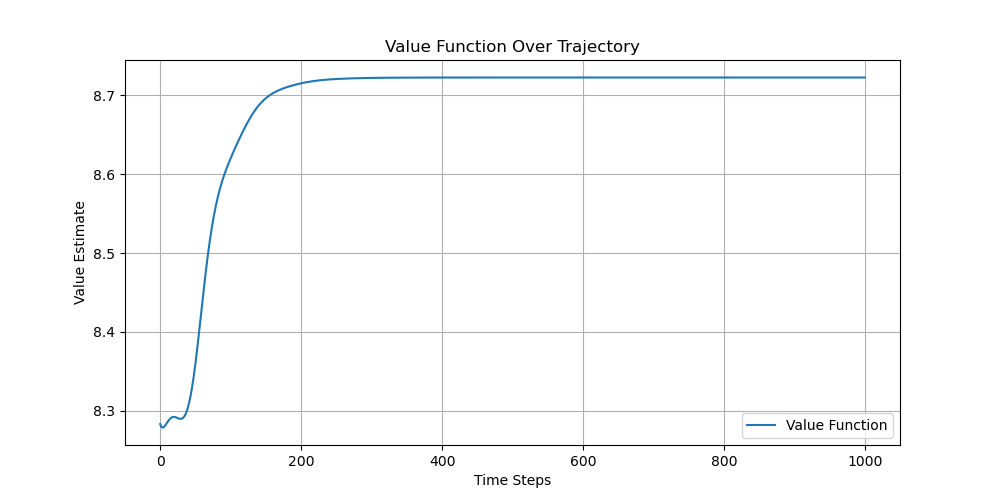 Value Function Over Trajectory
Value Estimate
8.7
8.6
8.5
8.4
8.3
0 200 400 600 800 1000
Time Steps
Value Function